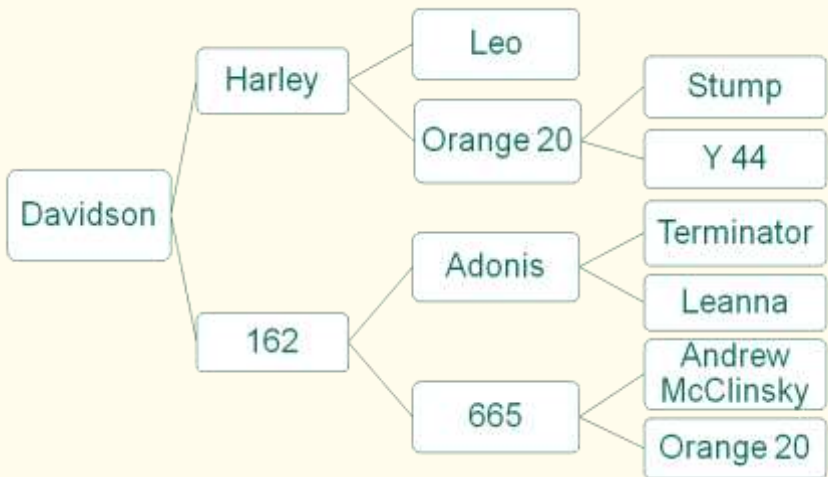 Leo
Harley
Stump
Orange 20
Y 44
Davidson
Terminator
Adonis
Leanna
162
Andrew
McClinsky
665
Orange 20